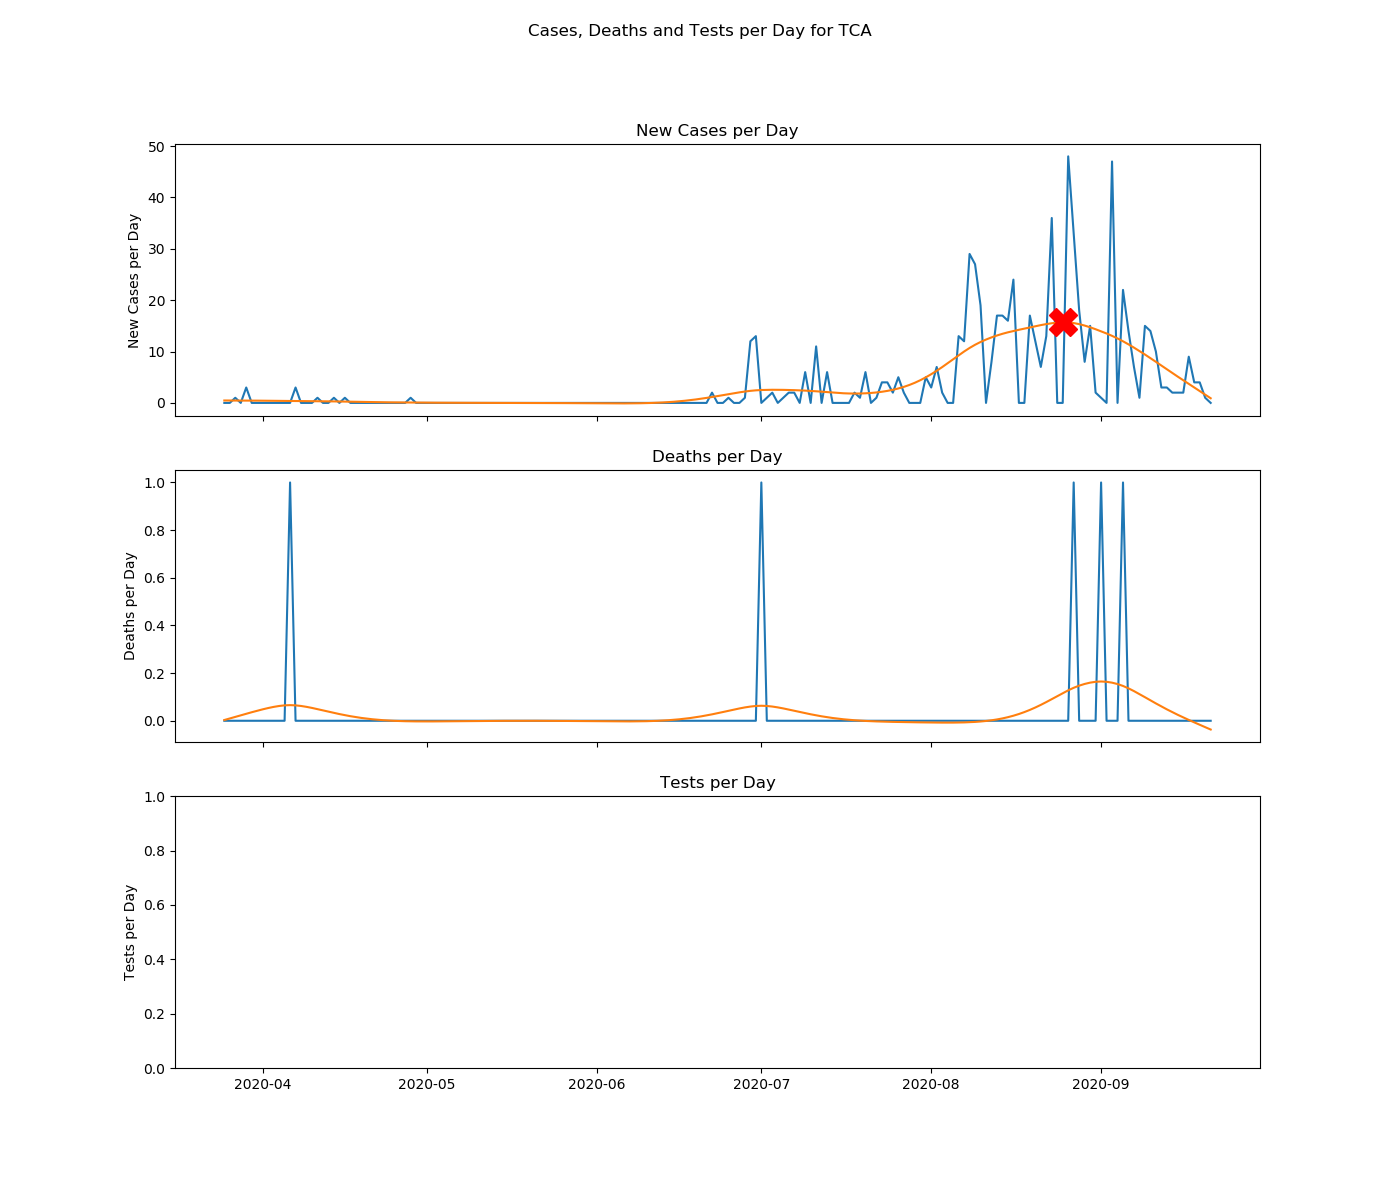 Cases, Deaths and Tests per Day for TCA
New Cases per Day
New Cases per Day
50
40
30
20
10
0
Deaths per Day
Deaths per Day
1.0
0.8
0.6
0.4
0.2
0.0
Tests per Day
Tests per Day
1.0
0.8
0.6
0.4
0.2
0.0
2020-04 2020-05 2020-06 2020-07 2020-08 2020-09